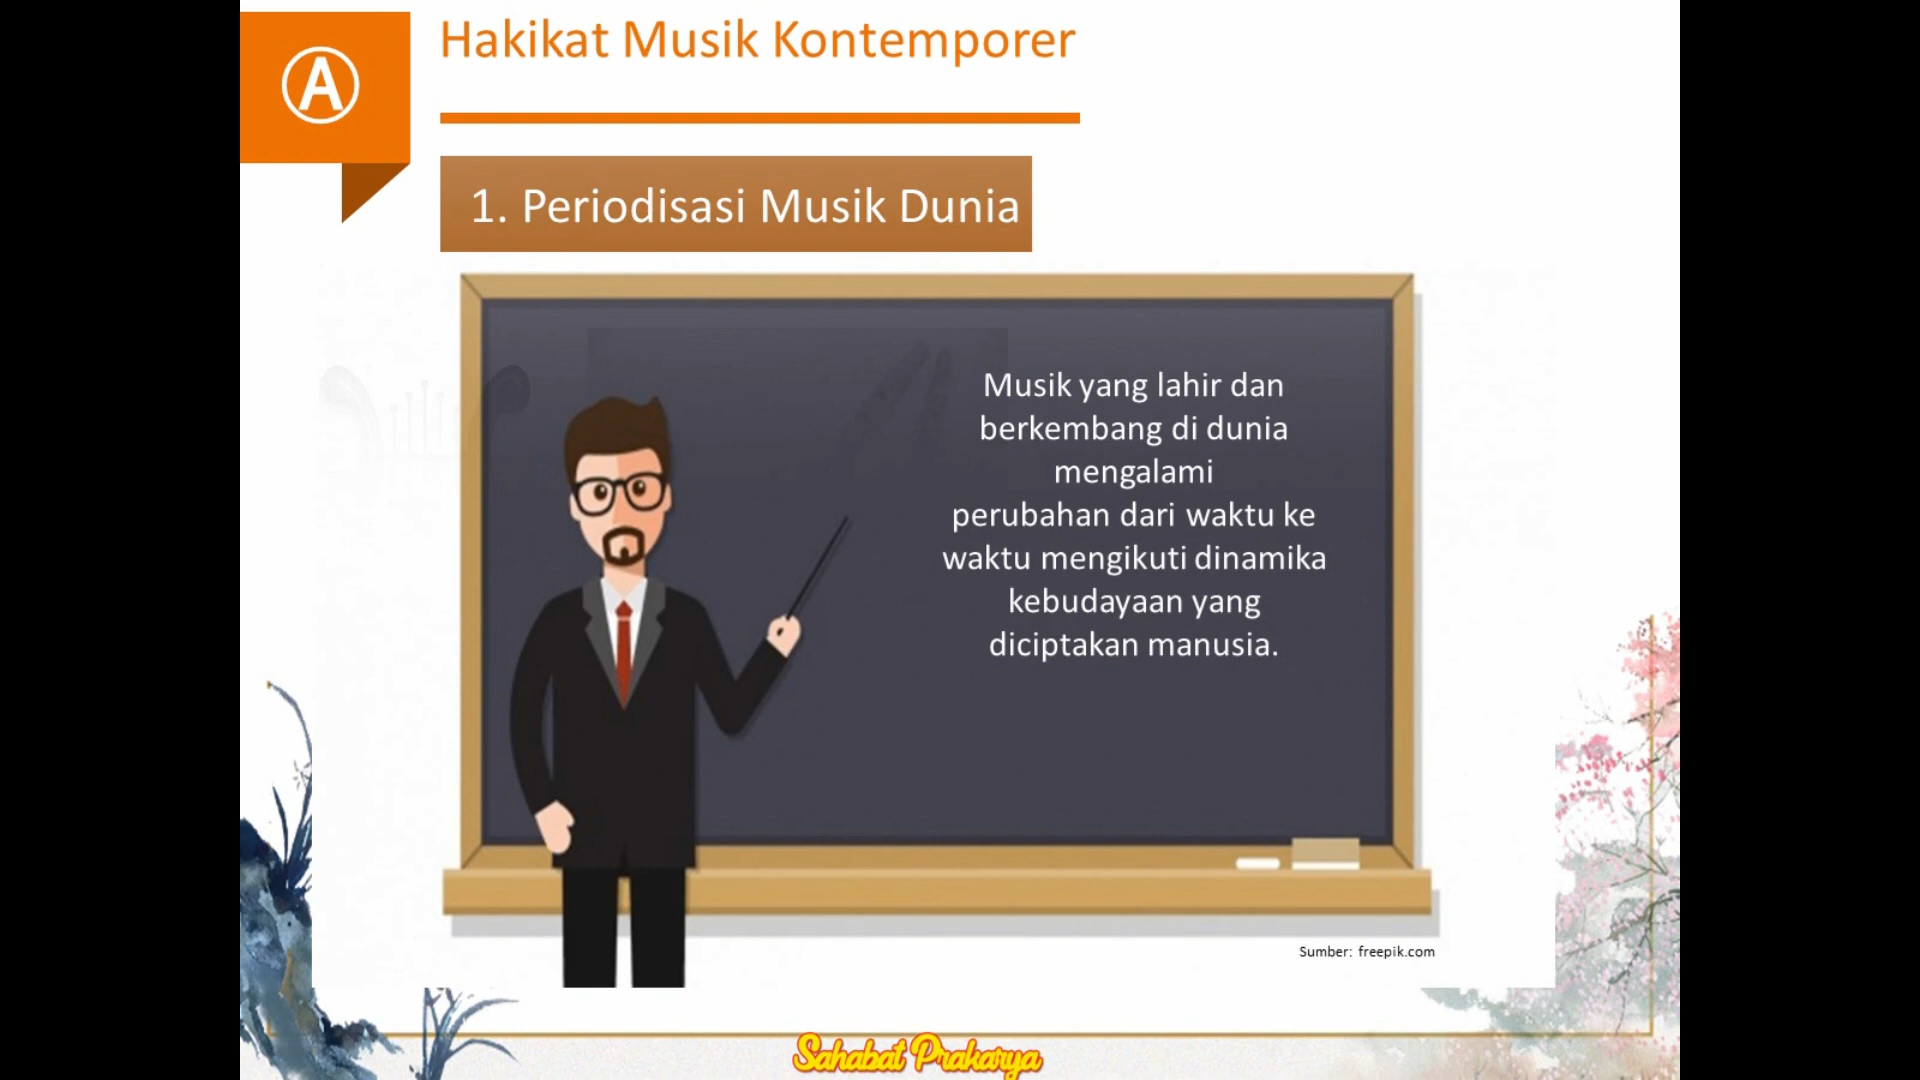 A
Hakikat Musik Kontemporer
1. Periodisasi Musik Dunia
Musik yang lahir dan
berkembang di dunia
mengalami
perubahan dari waktu ke
waktu mengikuti dinamika
kebudayaan yang
diciptakan manusia.
Sumber: freepik.com
Sahabat Prakarya